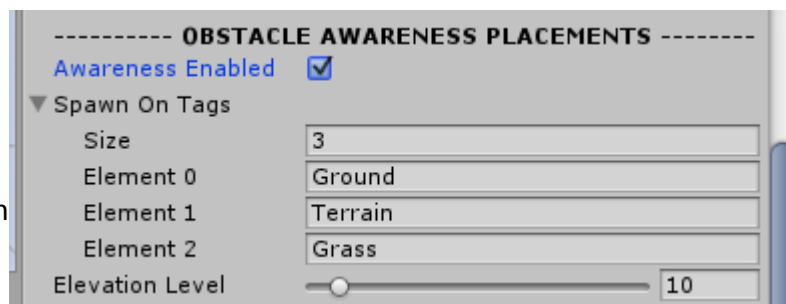 ---------- OBSTACLE AWARENESS PLACEMENTS --------
Awareness Enabled
Spawn On Tags
Size 3
Element 0 Ground
n Element 1 Terrain
Element 2 Grass
Elevation Level 10